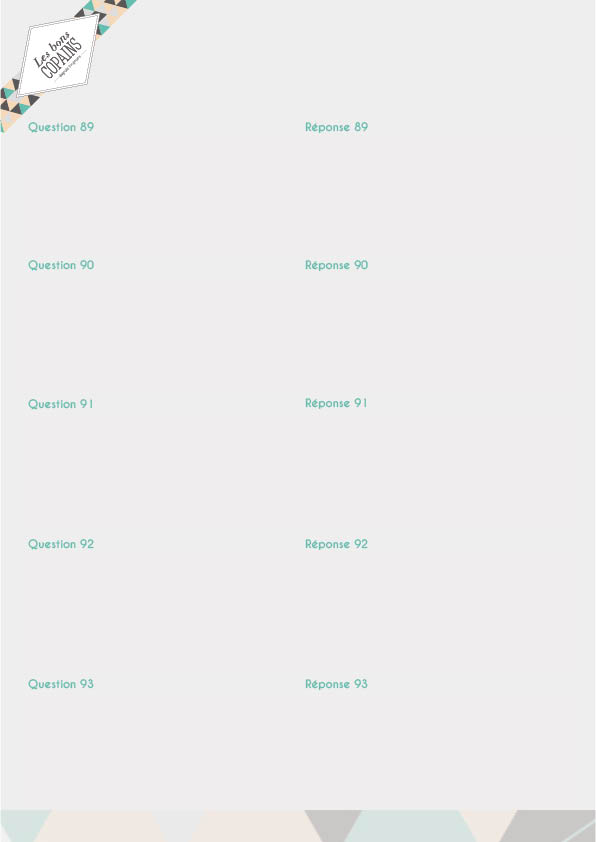 Les bons
COPAINS
Question 89
Réponse 89
Question 90
Réponse 90
Question 91
Réponse 91
Question 92
Réponse 92
Question 93
Réponse 93